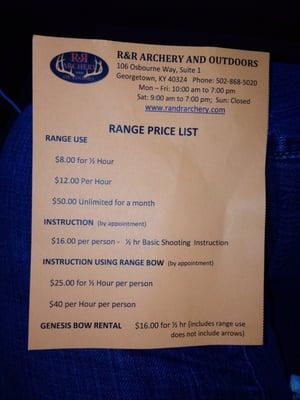 R&R
ARCHERY
R&R ARCHERY AND OUTDOORS
106 Osbourne Way, Suite 1
Georgetown, KY 40324 Phone: 502-868-5020
Mon – Fri: 10:00 am to 7:00 pm
Sat: 9:00 am to 7:00 pm; Sun: Closed
www.randrarchery.com
RANGE PRICE LIST
RANGE USE
$8.00 for ½ Hour
$12.00 Per Hour
$50.00 Unlimited for a month
INSTRUCTION (by appointment)
$16.00 per person - ½ hr Basic Shooting Instruction
INSTRUCTION USING RANGE BOW (by appointment)
$25.00 for ½ Hour per person
$40 per Hour per person
GENESIS BOW RENTAL $16.00 for ½ hr (includes range use
does not include arrows)